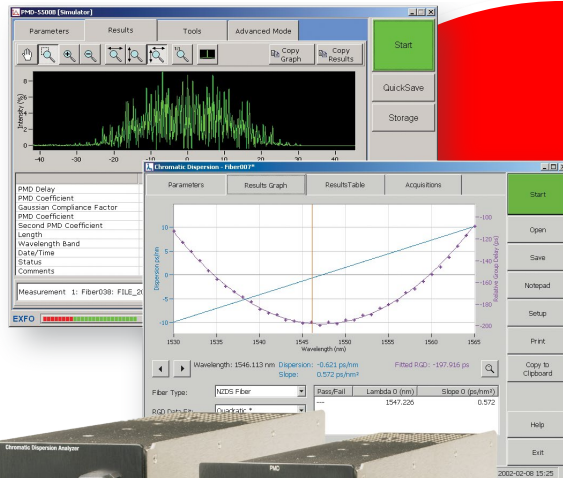 PMD-5500B [Simulator]
Parameters Results Tools Advanced Mode
Start
Copy Graph Copy Results
QuickSave
Storage
Intensity (%)
8
6
4
2
0
-40 -30 -20 -10 0 10 20 30 40
PMD Delay
PMD Coefficient
Gaussian Compliance Factor
PMD Coefficient
Second PMD Coefficient
Length
Wavelength Band
Date/Time
Status
Comments
Measurement 1: Fiber038: FILE_20
EXFO
Chromatic Dispersion - Fiber007*
Parameters Results Graph ResultsTable Acquisitions
Start
Open
Save
Notepad
Setup
Print
Copy to
Clipboard
Help
Exit
Dispersion ps/nm
10
5
0
-5
-10
-100
-120
-140
-160
-180
-200
Relative Group Delay (ps)
1530 1535 1540 1545 1550 1555 1560 1565
Wavelength (nm)
Wavelength: 1546.113 nm Dispersion: -0.621 ps/nm Fitted RGD: -197.916 ps
Slope: 0.572 ps/nm²
Fiber Type: NZDS Fiber
RGD Data Fit: Quadratic *
Pass/Fail Lambda 0 (nm) Slope 0 (ps/nm²)
--- 1547.226 0.572
2002-02-08 15:25
Chromatic Dispersion Analyzer
PMD